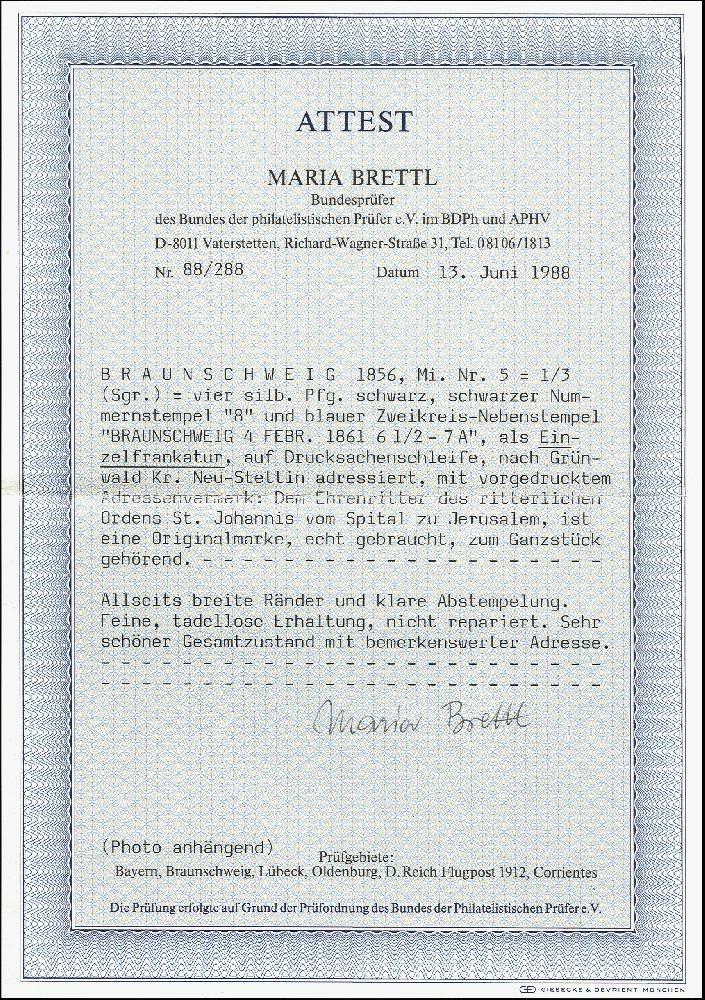 ATTEST
MARIA BRETTL
Bundesprüfer
des Bundes der philatelistischen Prüfer e.V. im BDPh und APHV
D-8011 Vaterstetten, Richard-Wagner-Straße 31, Tel. 08106/1813
Nr. 88/288 Datum 13. Juni 1988
B R A U N S C H W E I G 1856, Mi. Nr. 5 = 1/3
(Sgr.) = vier silb. Pfg. schwarz, schwarzer Num-
mernstempel "8" und blauer Zweikreis-Nebenstempel
"BRAUNSCHWEIG 4 FEBR. 1861 6 1/2 - 7 A", als Ein-
zelfrankatur, auf Drucksachenschleife, nach Grün-
wald Kr. Neu-Stettin adressiert, mit vorgedrucktem
Adressenvermerk: Dem Ehrenritter des ritterlichen
Ordens St. Johannis vom Spital zu Jerusalem, ist
eine Originalmarke, echt gebraucht, zum Ganzstück
gehörend. - - - - - - - - - - - - - - - - - - - -
Allseits breite Ränder und klare Abstempelung.
Feine, tadellose Erhaltung, nicht repariert. Sehr
schöner Gesamtzustand mit bemerkenswerter Adresse.
- - - - - - - - - - - - - - - - - - - - - - - - -
- - - - - - - - - - - - - - - - - - - - - - - - -
Maria Brettl
(Photo anhängend)
Prüfgebiete:
Bayern, Braunschweig, Lübeck, Oldenburg, D. Reich Flugpost 1912, Corrientes
Die Prüfung erfolgte auf Grund der Prüfordnung des Bundes der Philatelistischen Prüfer e.V.
GIESECKE & DEVRIENT MÜNCHEN